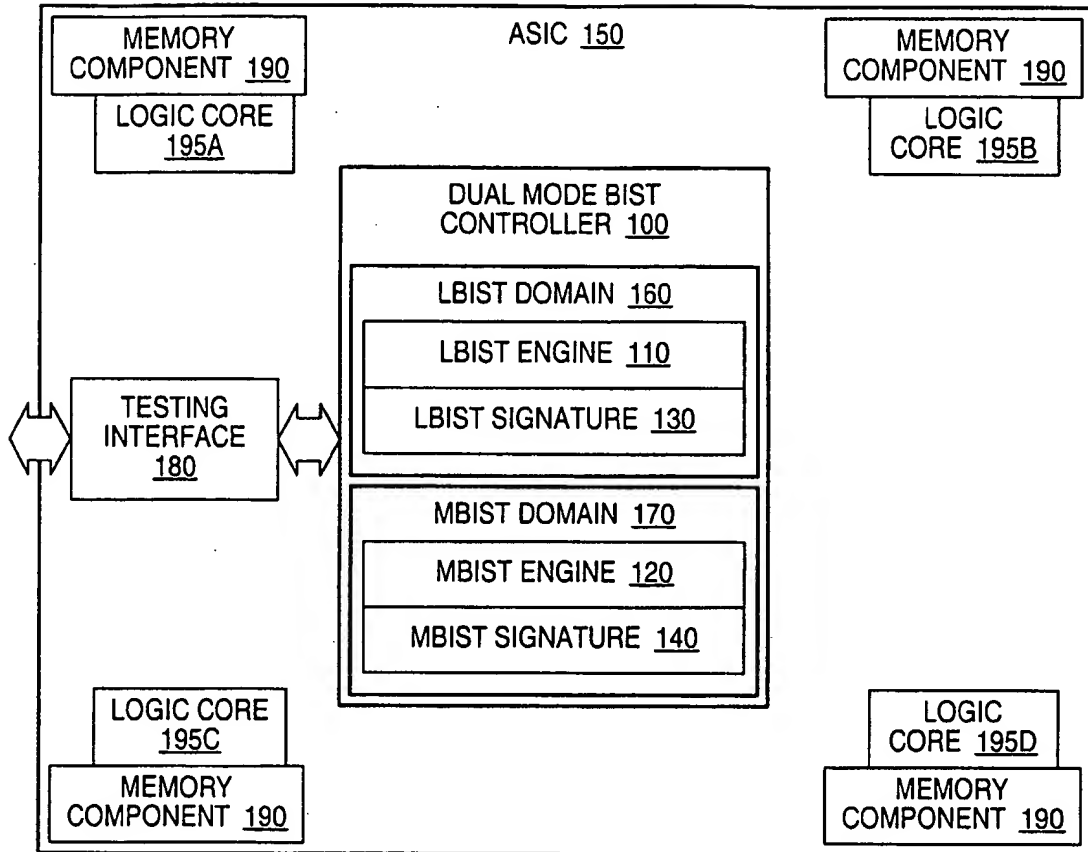 MEMORY
COMPONENT 190
LOGIC CORE
195A
ASIC 150
MEMORY
COMPONENT 190
LOGIC
CORE 195B
DUAL MODE BIST
CONTROLLER 100
LBIST DOMAIN 160
LBIST ENGINE 110
LBIST SIGNATURE 130
TESTING
INTERFACE
180
MBIST DOMAIN 170
MBIST ENGINE 120
MBIST SIGNATURE 140
LOGIC CORE
195C
MEMORY
COMPONENT 190
LOGIC
CORE 195D
MEMORY
COMPONENT 190